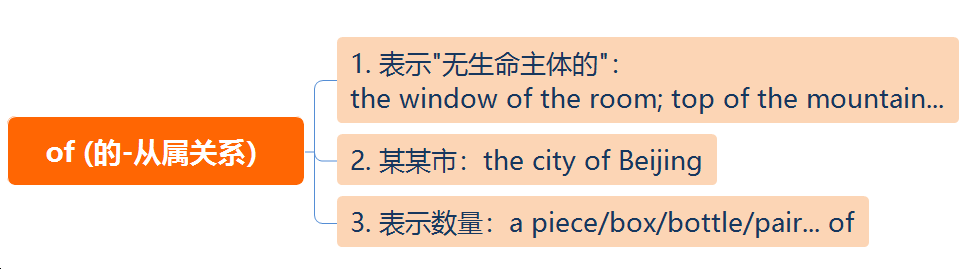 of (的-从属关系)
1. 表示"无生命主体的"：
the window of the room; top of the mountain...
2. 某某市：the city of Beijing
3. 表示数量：a piece/box/bottle/pair... of